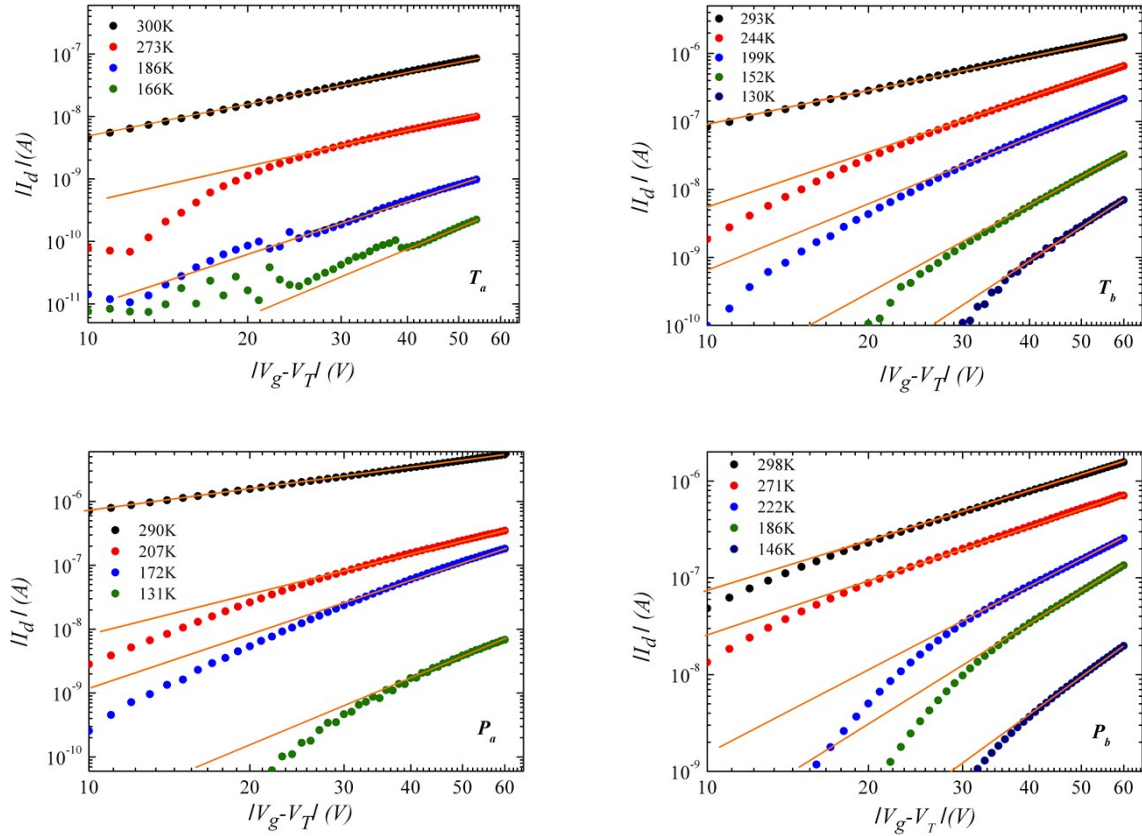 300K
273K
186K
166K
10^-7
10^-8
10^-9
10^-10
10^-11
|I_d| (A)
T_a
10 20 30 40 50 60
|V_g-V_T| (V)
293K
244K
199K
152K
130K
10^-6
10^-7
10^-8
10^-9
10^-10
|I_d| (A)
T_b
10 20 30 40 50 60
|V_g-V_T| (V)
10^-6
290K
207K
172K
131K
10^-7
10^-8
10^-9
10^-10
|I_d| (A)
P_a
10 20 30 40 50 60
|V_g-V_T| (V)
298K
271K
222K
186K
146K
10^-6
10^-7
10^-8
10^-9
|I_d| (A)
P_b
10 20 30 40 50 60
|V_g-V_T| (V)